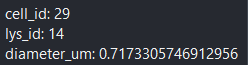 cell_id: 29
lys_id: 14
diameter_um: 0.7173305746912956